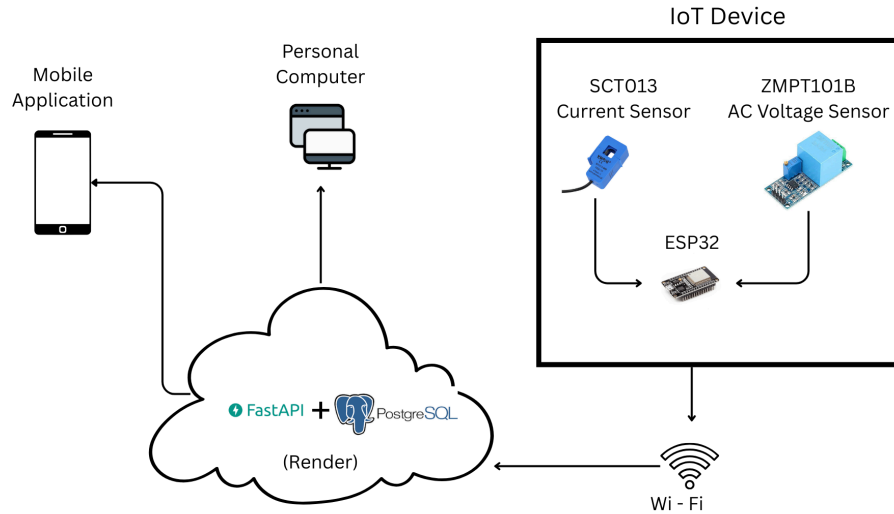 IoT Device
Personal
Computer
Mobile
Application
SCT013
Current Sensor
ZMPT101B
AC Voltage Sensor
ESP32
FastAPI + PostgreSQL
(Render)
Wi - Fi